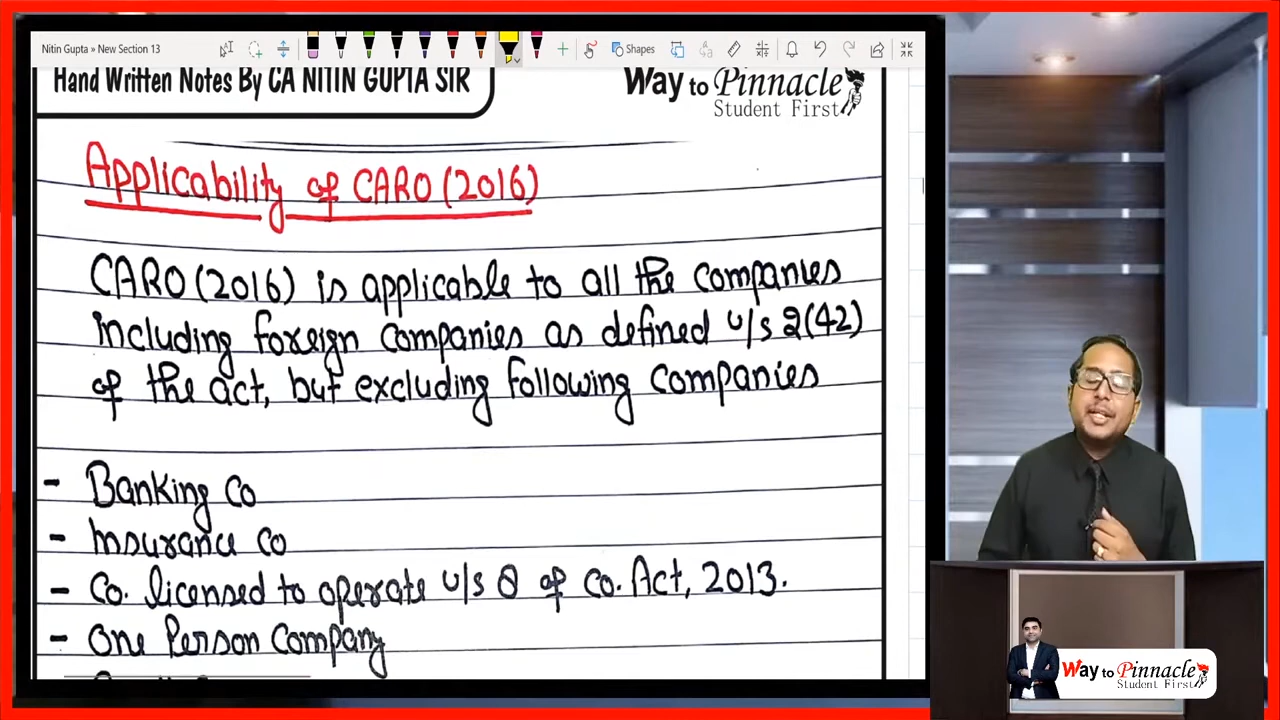 Nitin Gupta » New Section 13
Shapes
Hand Written Notes By CA NITIN GUPTA SIR
Way to Pinnacle
Student First
Applicability of CARO (2016)
CARO (2016) is applicable to all the companies
including foreign companies as defined u/s 2(42)
of the act, but excluding following companies
- Banking Co
- Insurance Co
- Co. licensed to operate u/s 8 of Co. Act, 2013.
- One Person Company
Way to Pinnacle
Student First